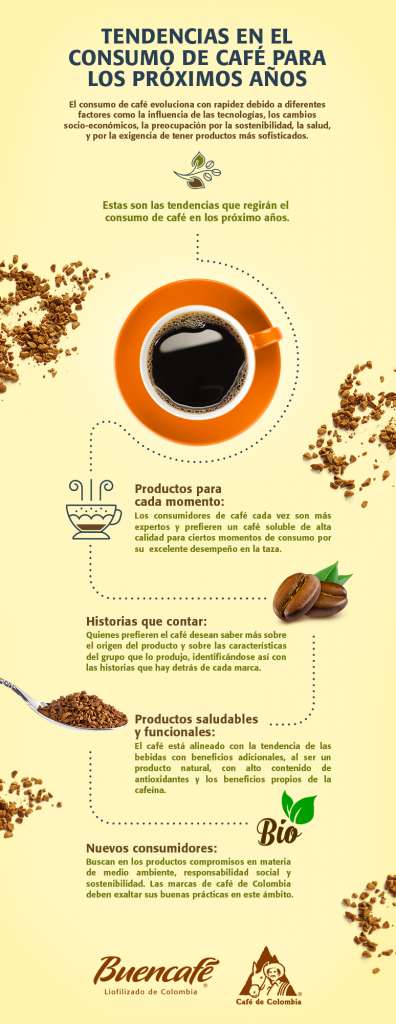 TENDENCIAS EN EL
CONSUMO DE CAFÉ PARA
LOS PRÓXIMOS AÑOS
El consumo de café evoluciona con rapidez debido a diferentes
factores como la influencia de las tecnologías, los cambios
socio-económicos, la preocupación por la sostenibilidad, la salud,
y por la exigencia de tener productos más sofisticados.
Estas son las tendencias que regirán el
consumo de café en los próximo años.
Productos para
cada momento:
Los consumidores de café cada vez son más
expertos y prefieren un café soluble de alta
calidad para ciertos momentos de consumo por
su excelente desempeño en la taza.
Historias que contar:
Quienes prefieren el café desean saber más sobre
el origen del producto y sobre las características
del grupo que lo produjo, identificándose así con
las historias que hay detrás de cada marca.
Productos saludables
y funcionales:
El café está alineado con la tendencia de las
bebidas con beneficios adicionales, al ser un
producto natural, con alto contenido de
antioxidantes y los beneficios propios de la
cafeína.
Bio
Nuevos consumidores:
Buscan en los productos compromisos en materia
de medio ambiente, responsabilidad social y
sostenibilidad. Las marcas de café de Colombia
deben exaltar sus buenas prácticas en este ámbito.
Buencafé®
Liofilizado de Colombia
Café de Colombia®